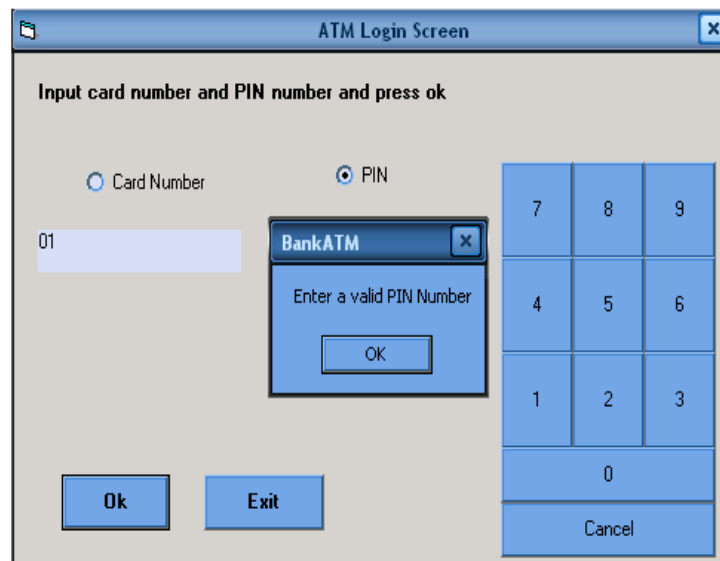 ATM Login Screen
Input card number and PIN number and press ok
Card Number
PIN
01
BankATM
Enter a valid PIN Number
OK
7 8 9
4 5 6
1 2 3
0
Cancel
Ok
Exit